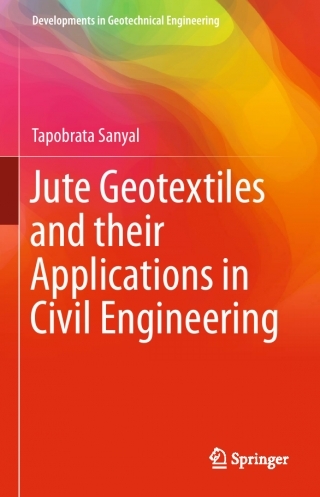 Developments in Geotechnical Engineering
Tapobrata Sanyal
Jute Geotextiles
and their
Applications in
Civil Engineering
Springer